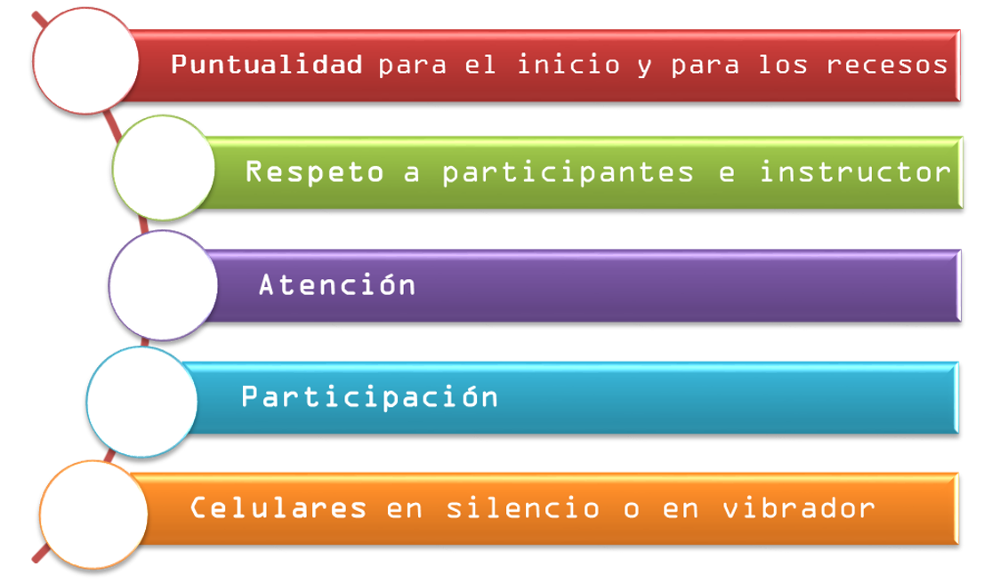 Puntualidad para el inicio y para los recesos
Respeto a participantes e instructor
Atención
Participación
Celulares en silencio o en vibrador